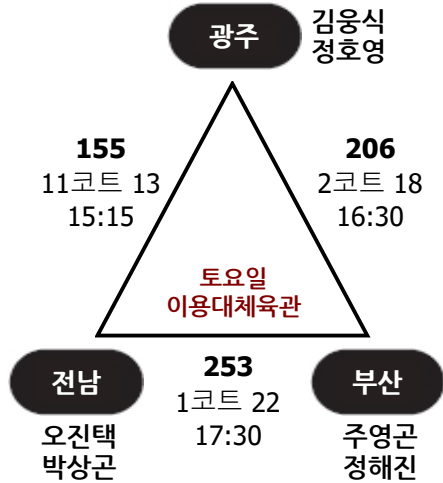 광주
김웅식
정호영
155
11코트 13
15:15
206
2코트 18
16:30
토요일
이용대체육관
전남
오진택
박상곤
253
1코트 22
17:30
부산
주영곤
정해진